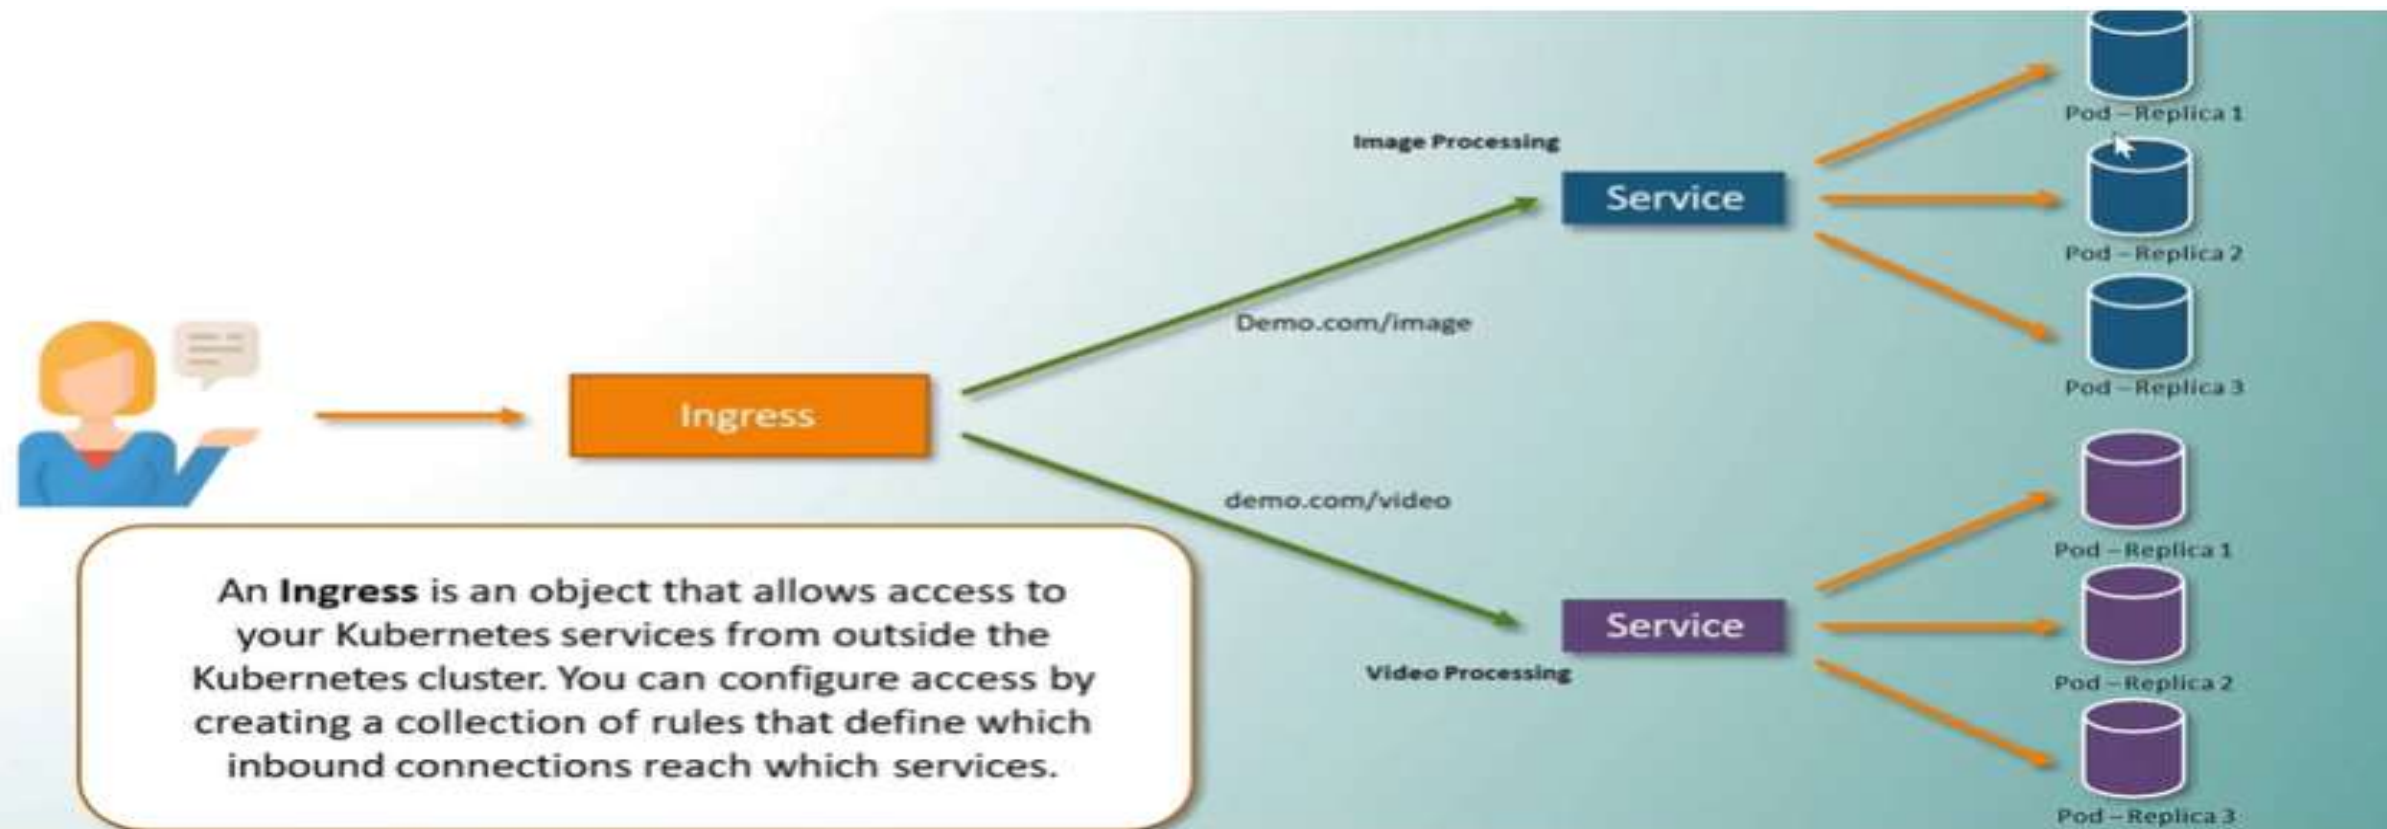 Image Processing
Service
Pod – Replica 1
Pod – Replica 2
Pod – Replica 3
Demo.com/image
Ingress
demo.com/video
Video Processing
Service
Pod – Replica 1
Pod – Replica 2
Pod – Replica 3
An Ingress is an object that allows access to
your Kubernetes services from outside the
Kubernetes cluster. You can configure access by
creating a collection of rules that define which
inbound connections reach which services.